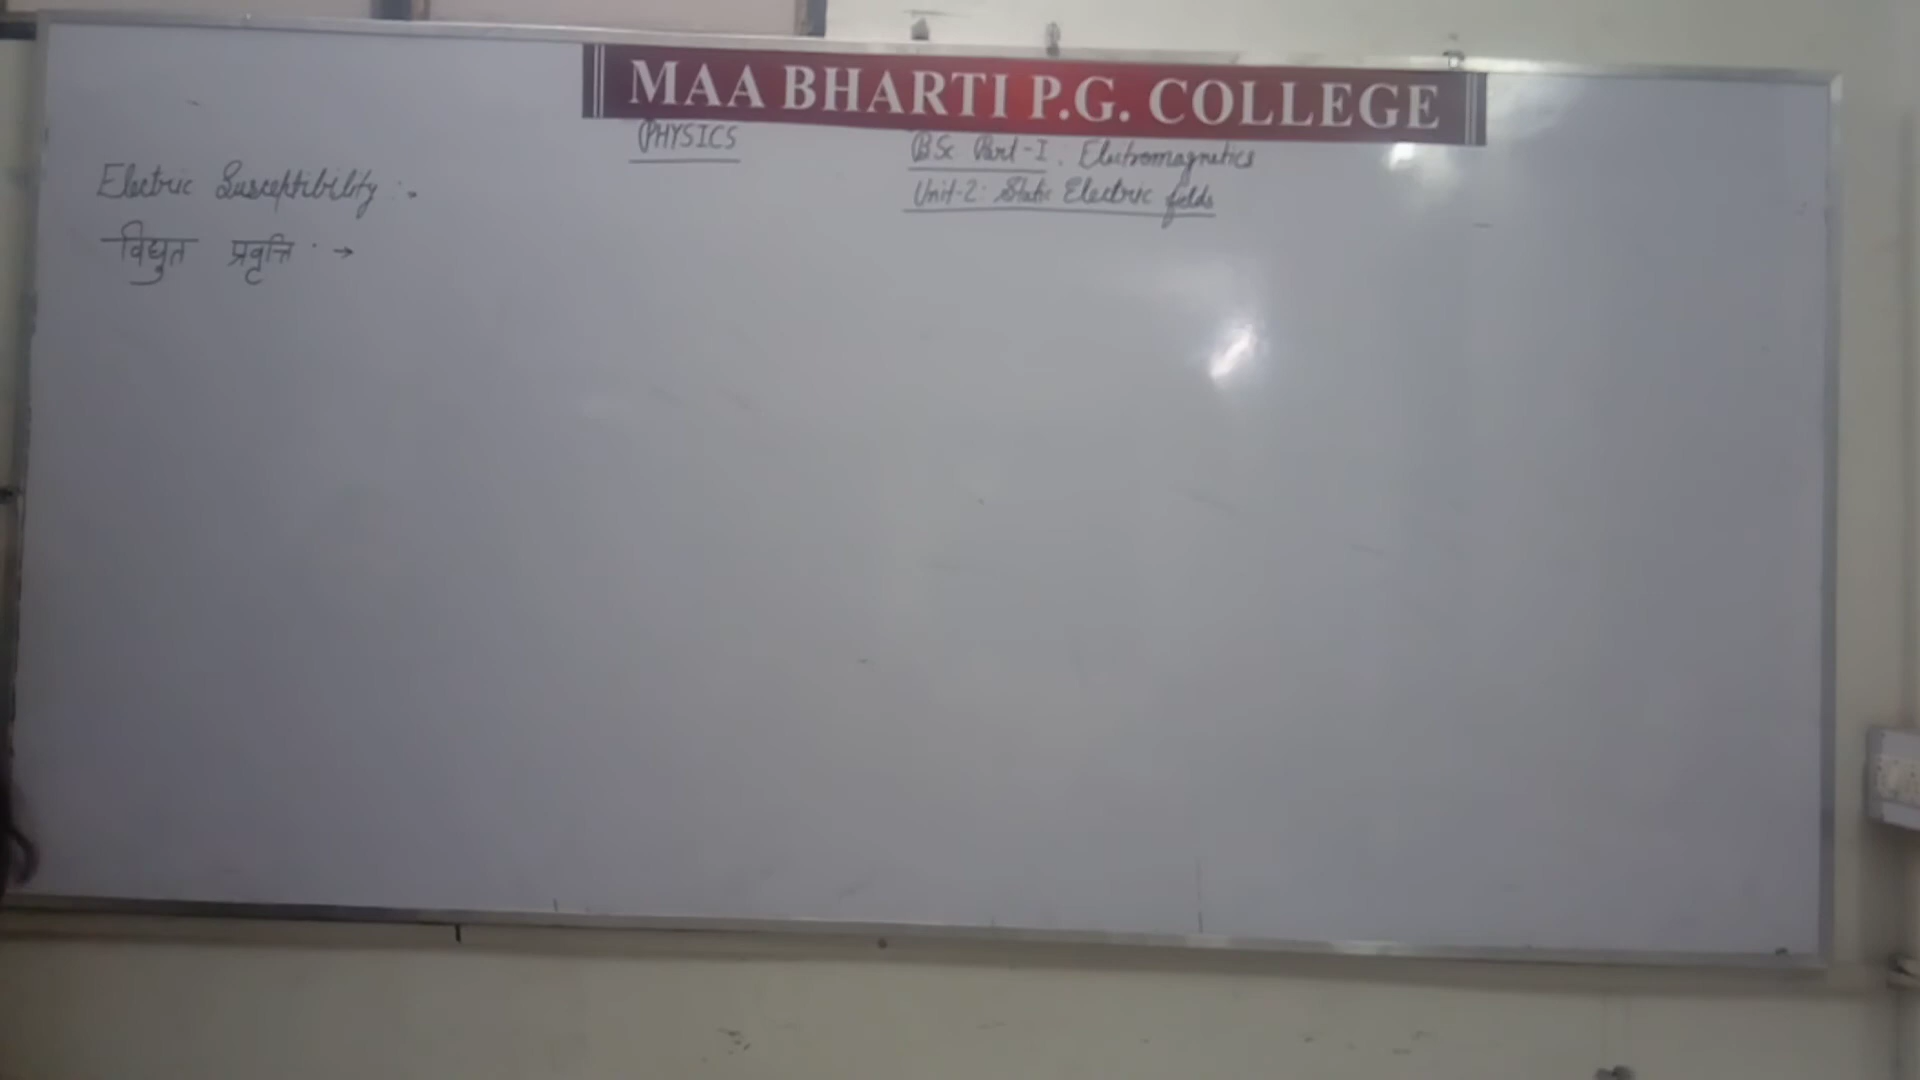 MAA BHARTI P.G. COLLEGE
PHYSICS
BSc Part-I : Electromagnetics
Unit-2: Static Electric fields
Electric Susceptibility :-
विद्युत प्रवृत्ति :→